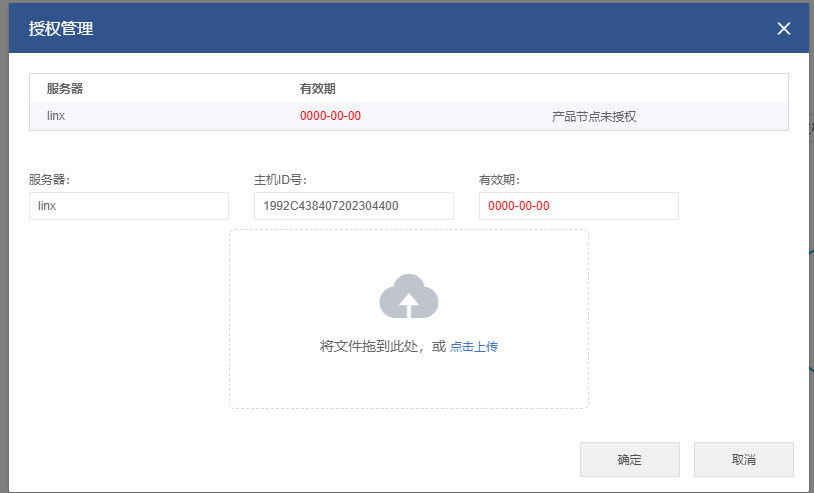 授权管理
服务器 有效期
linx 0000-00-00 产品节点未授权
服务器: 主机ID号: 有效期:
linx 1992C438407202304400 0000-00-00
将文件拖到此处，或 点击上传
确定 取消